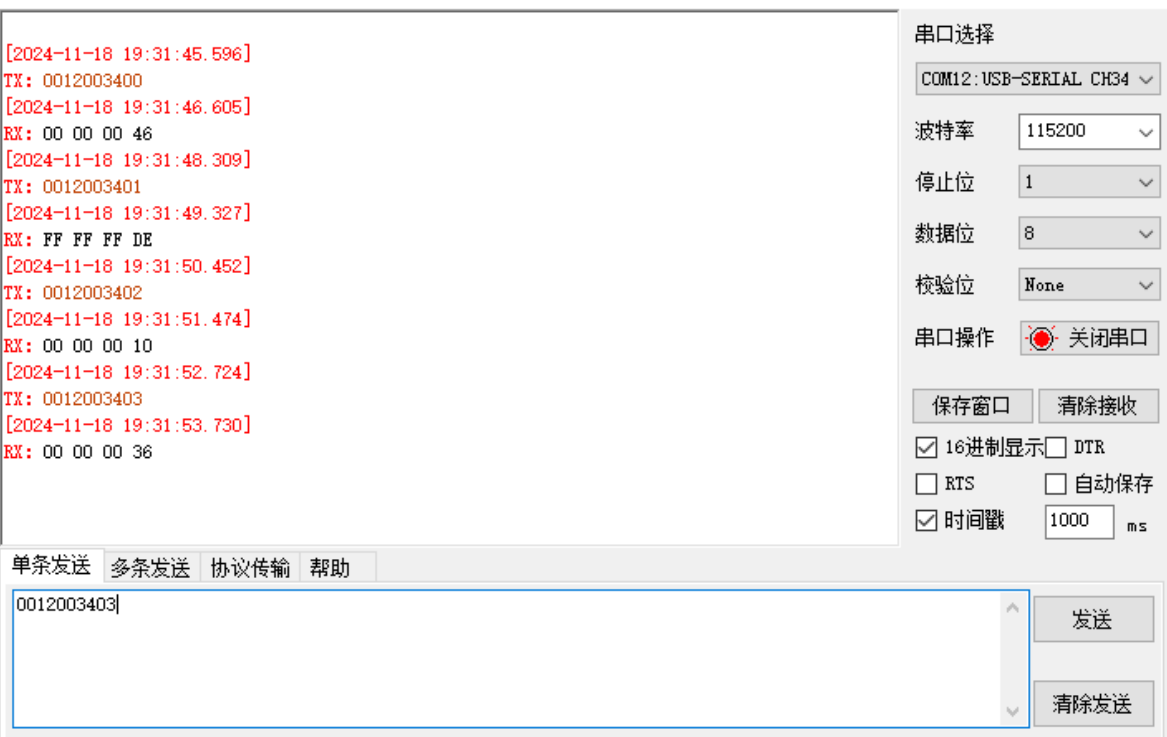 [2024-11-18 19:31:45.596]
TX: 0012003400
[2024-11-18 19:31:46.605]
RX: 00 00 00 46
[2024-11-18 19:31:48.309]
TX: 0012003401
[2024-11-18 19:31:49.327]
RX: FF FF FF DE
[2024-11-18 19:31:50.452]
TX: 0012003402
[2024-11-18 19:31:51.474]
RX: 00 00 00 10
[2024-11-18 19:31:52.724]
TX: 0012003403
[2024-11-18 19:31:53.730]
RX: 00 00 00 36
串口选择
COM12:USB-SERIAL CH34
波特率 115200
停止位 1
数据位 8
校验位 None
串口操作 关闭串口
保存窗口 清除接收
16进制显示 DTR
RTS 自动保存
时间戳 1000 ms
单条发送 多条发送 协议传输 帮助
0012003403
发送
清除发送